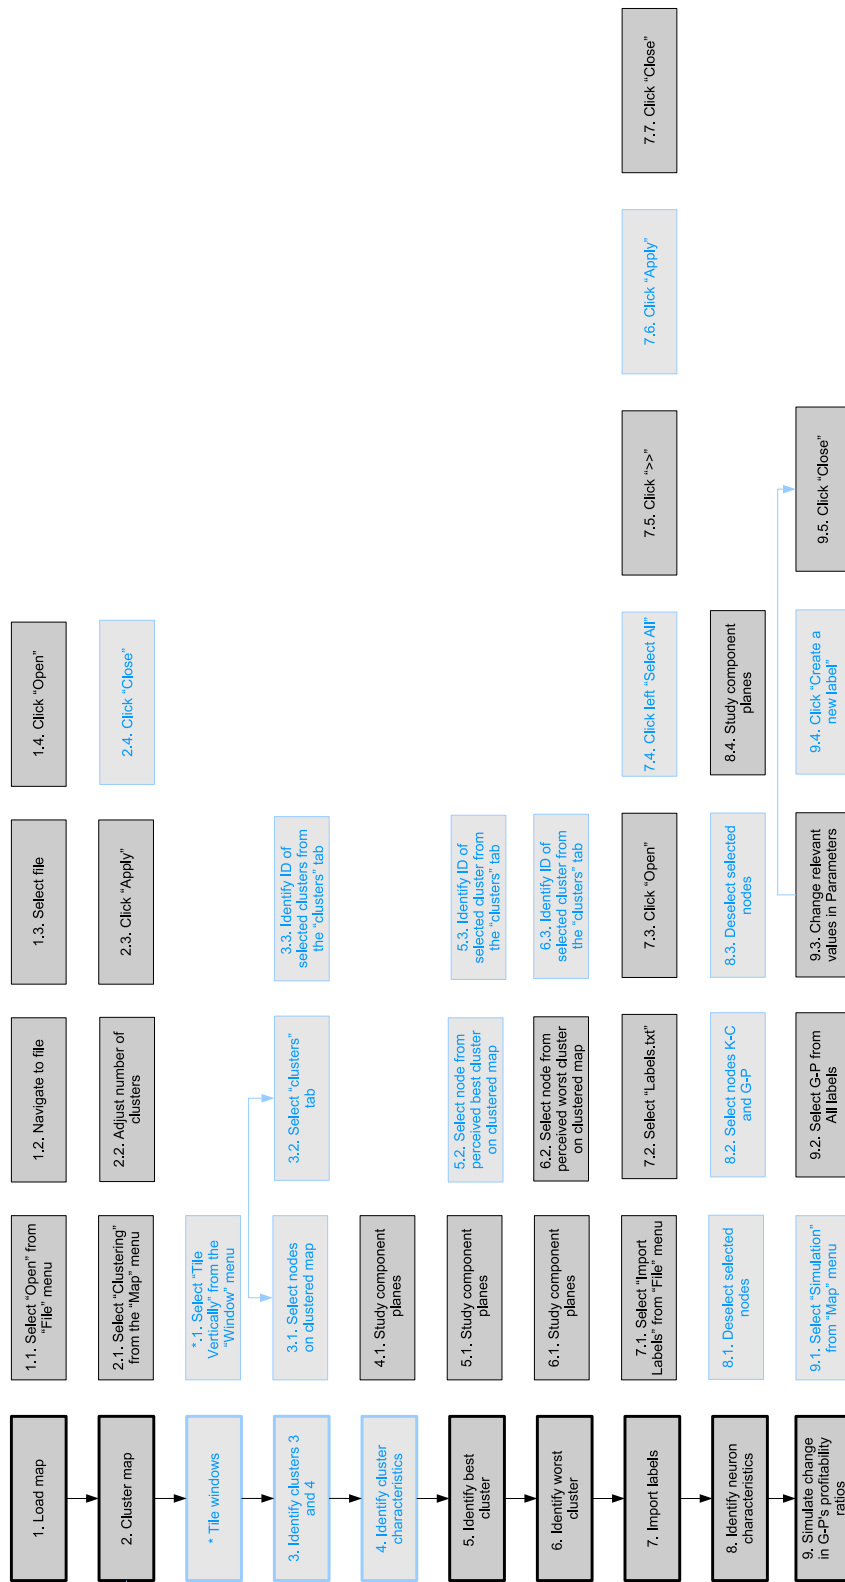 1. Load map
1.1. Select “Open” from
“File” menu
1.2. Navigate to file
1.3. Select file
1.4. Click “Open”
2. Cluster map
2.1. Select “Clustering”
from the “Map” menu
2.2. Adjust number of
clusters
2.3. Click “Apply”
2.4. Click “Close”
* Tile windows
*.1. Select “Tile
Vertically” from the
“Window” menu
3. Identify clusters 3
and 4
3.1. Select nodes
on clustered map
3.2. Select “clusters”
tab
3.3. Identify ID of
selected clusters from
the “clusters” tab
4. Identify cluster
characteristics
4.1. Study component
planes
5. Identify best
cluster
5.1. Study component
planes
5.2. Select node from
perceived best cluster
on clustered map
5.3. Identify ID of
selected cluster from
the “clusters” tab
6. Identify worst
cluster
6.1. Study component
planes
6.2. Select node from
perceived worst cluster
on clustered map
6.3. Identify ID of
selected cluster from
the “clusters” tab
7. Import labels
7.1. Select “Import
Labels” from “File” menu
7.2. Select “Labels.txt”
7.3. Click “Open”
7.4. Click left “Select All”
7.5. Click “>>”
7.6. Click “Apply”
7.7. Click “Close”
8. Identify neuron
characteristics
8.1. Deselect selected
nodes
8.2. Select nodes K-C
and G-P
8.3. Deselect selected
nodes
8.4. Study component
planes
9. Simulate change
in G-P's profitability
ratios
9.1. Select “Simulation”
from “Map” menu
9.2. Select G-P from
All labels
9.3. Change relevant
values in Parameters
9.4. Click “Create a
new label”
9.5. Click “Close”